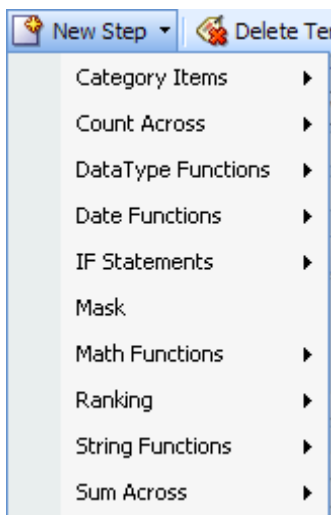 New Step Delete Te
Category Items
Count Across
DataType Functions
Date Functions
IF Statements
Mask
Math Functions
Ranking
String Functions
Sum Across